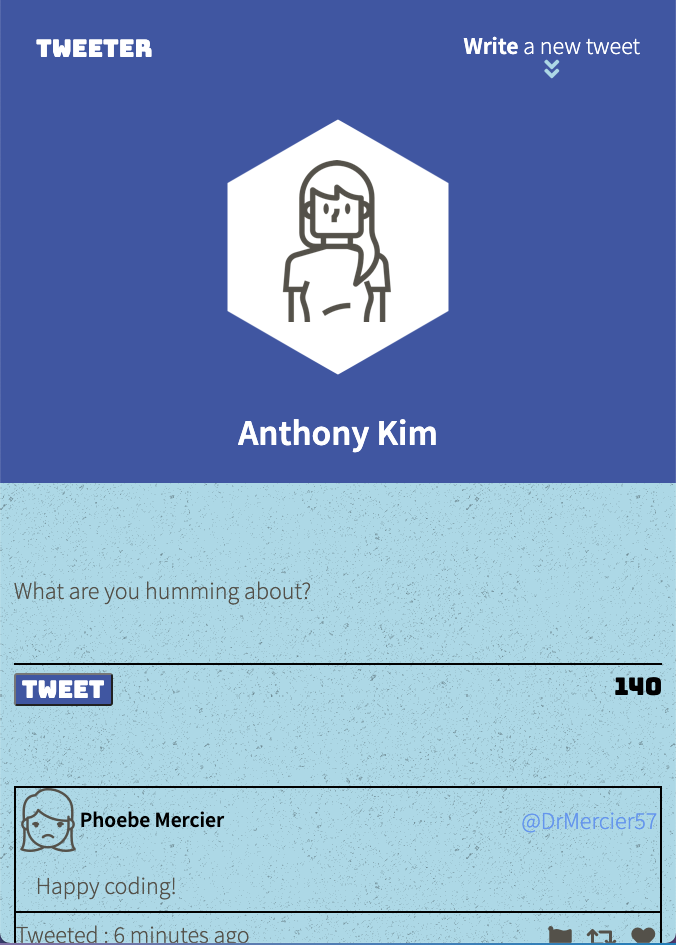 TWEETER
Write a new tweet
Anthony Kim
What are you humming about?
TWEET
140
Phoebe Mercier
@DrMercier57
Happy coding!
Tweeted : 6 minutes ago